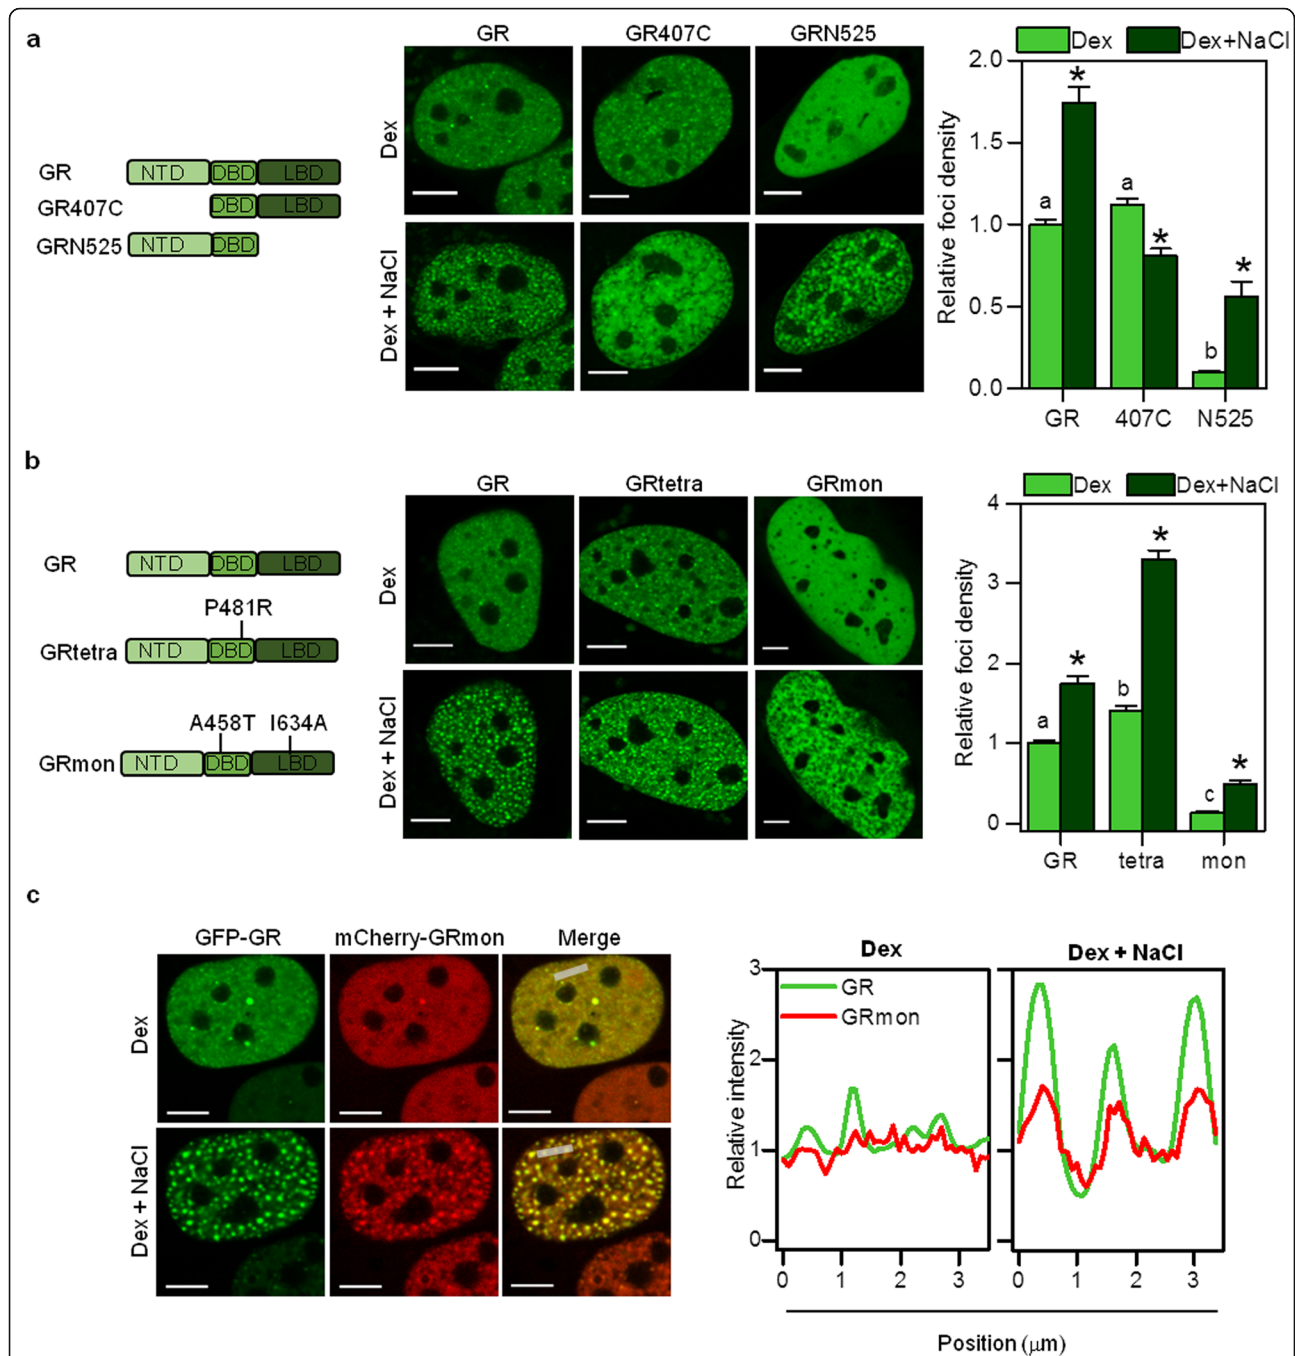 a
GR GR407C GRN525
Dex Dex+NaCl
GR NTD DBD LBD
GR407C DBD LBD
GRN525 NTD DBD
Dex
Dex + NaCl
Relative foci density
2.0
1.5
1.0
0.5
0.0
a * a * b *
GR 407C N525
b
GR GRtetra GRmon
Dex Dex+NaCl
GR NTD DBD LBD
P481R
GRtetra NTD DBD LBD
A458T I634A
GRmon NTD DBD LBD
Dex
Dex + NaCl
Relative foci density
4
3
2
1
0
a * b * c *
GR tetra mon
c
GFP-GR mCherry-GRmon Merge
Dex
Dex + NaCl
Dex Dex + NaCl
GR
GRmon
Relative intensity
3
2
1
0
0 1 2 3 0 1 2 3
Position (μm)